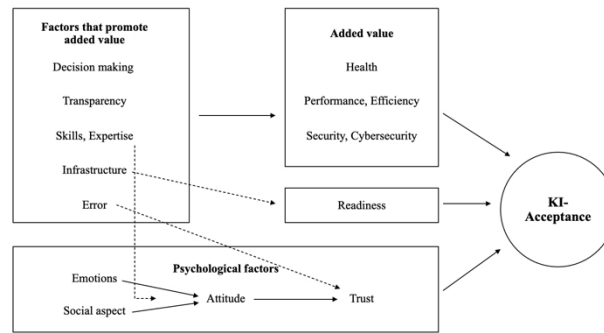 Factors that promote
added value
Decision making
Transparency
Skills, Expertise
Infrastructure
Error
Added value
Health
Performance, Efficiency
Security, Cybersecurity
Readiness
KI-
Acceptance
Psychological factors
Emotions
Social aspect
Attitude
Trust